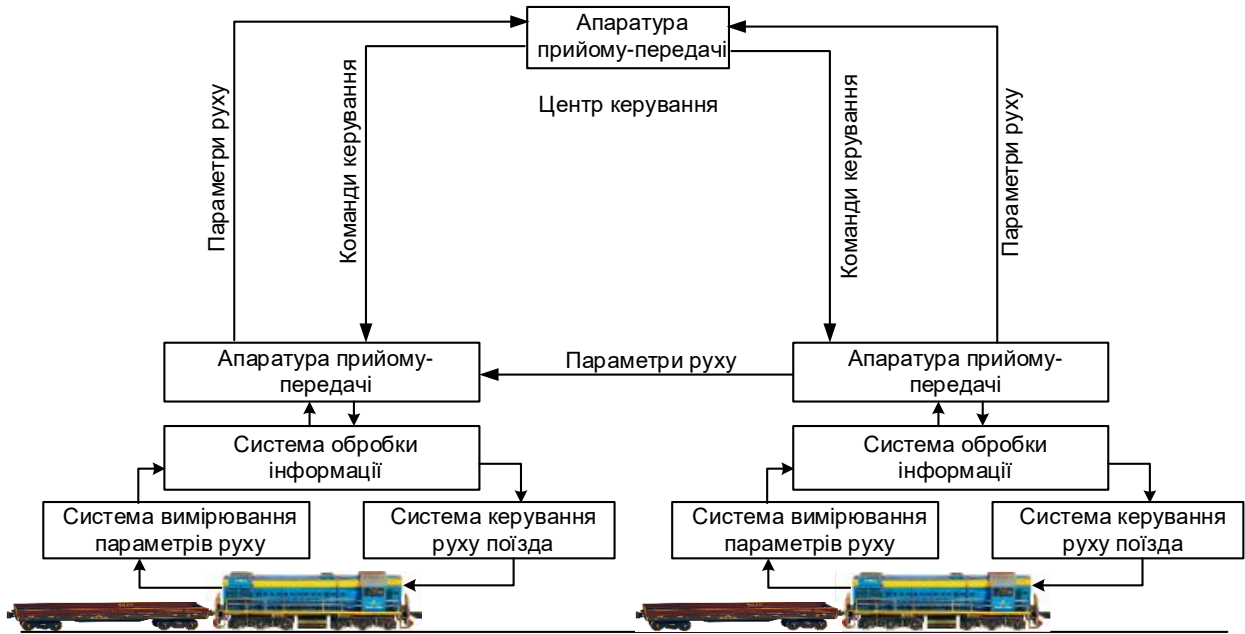 Апаратура
прийому-передачі
Центр керування
Параметри руху
Команди керування
Команди керування
Параметри руху
Апаратура прийому-
передачі
Параметри руху
Апаратура прийому-
передачі
Система обробки
інформації
Система обробки
інформації
Система вимірювання
параметрів руху
Система керування
руху поїзда
Система вимірювання
параметрів руху
Система керування
руху поїзда